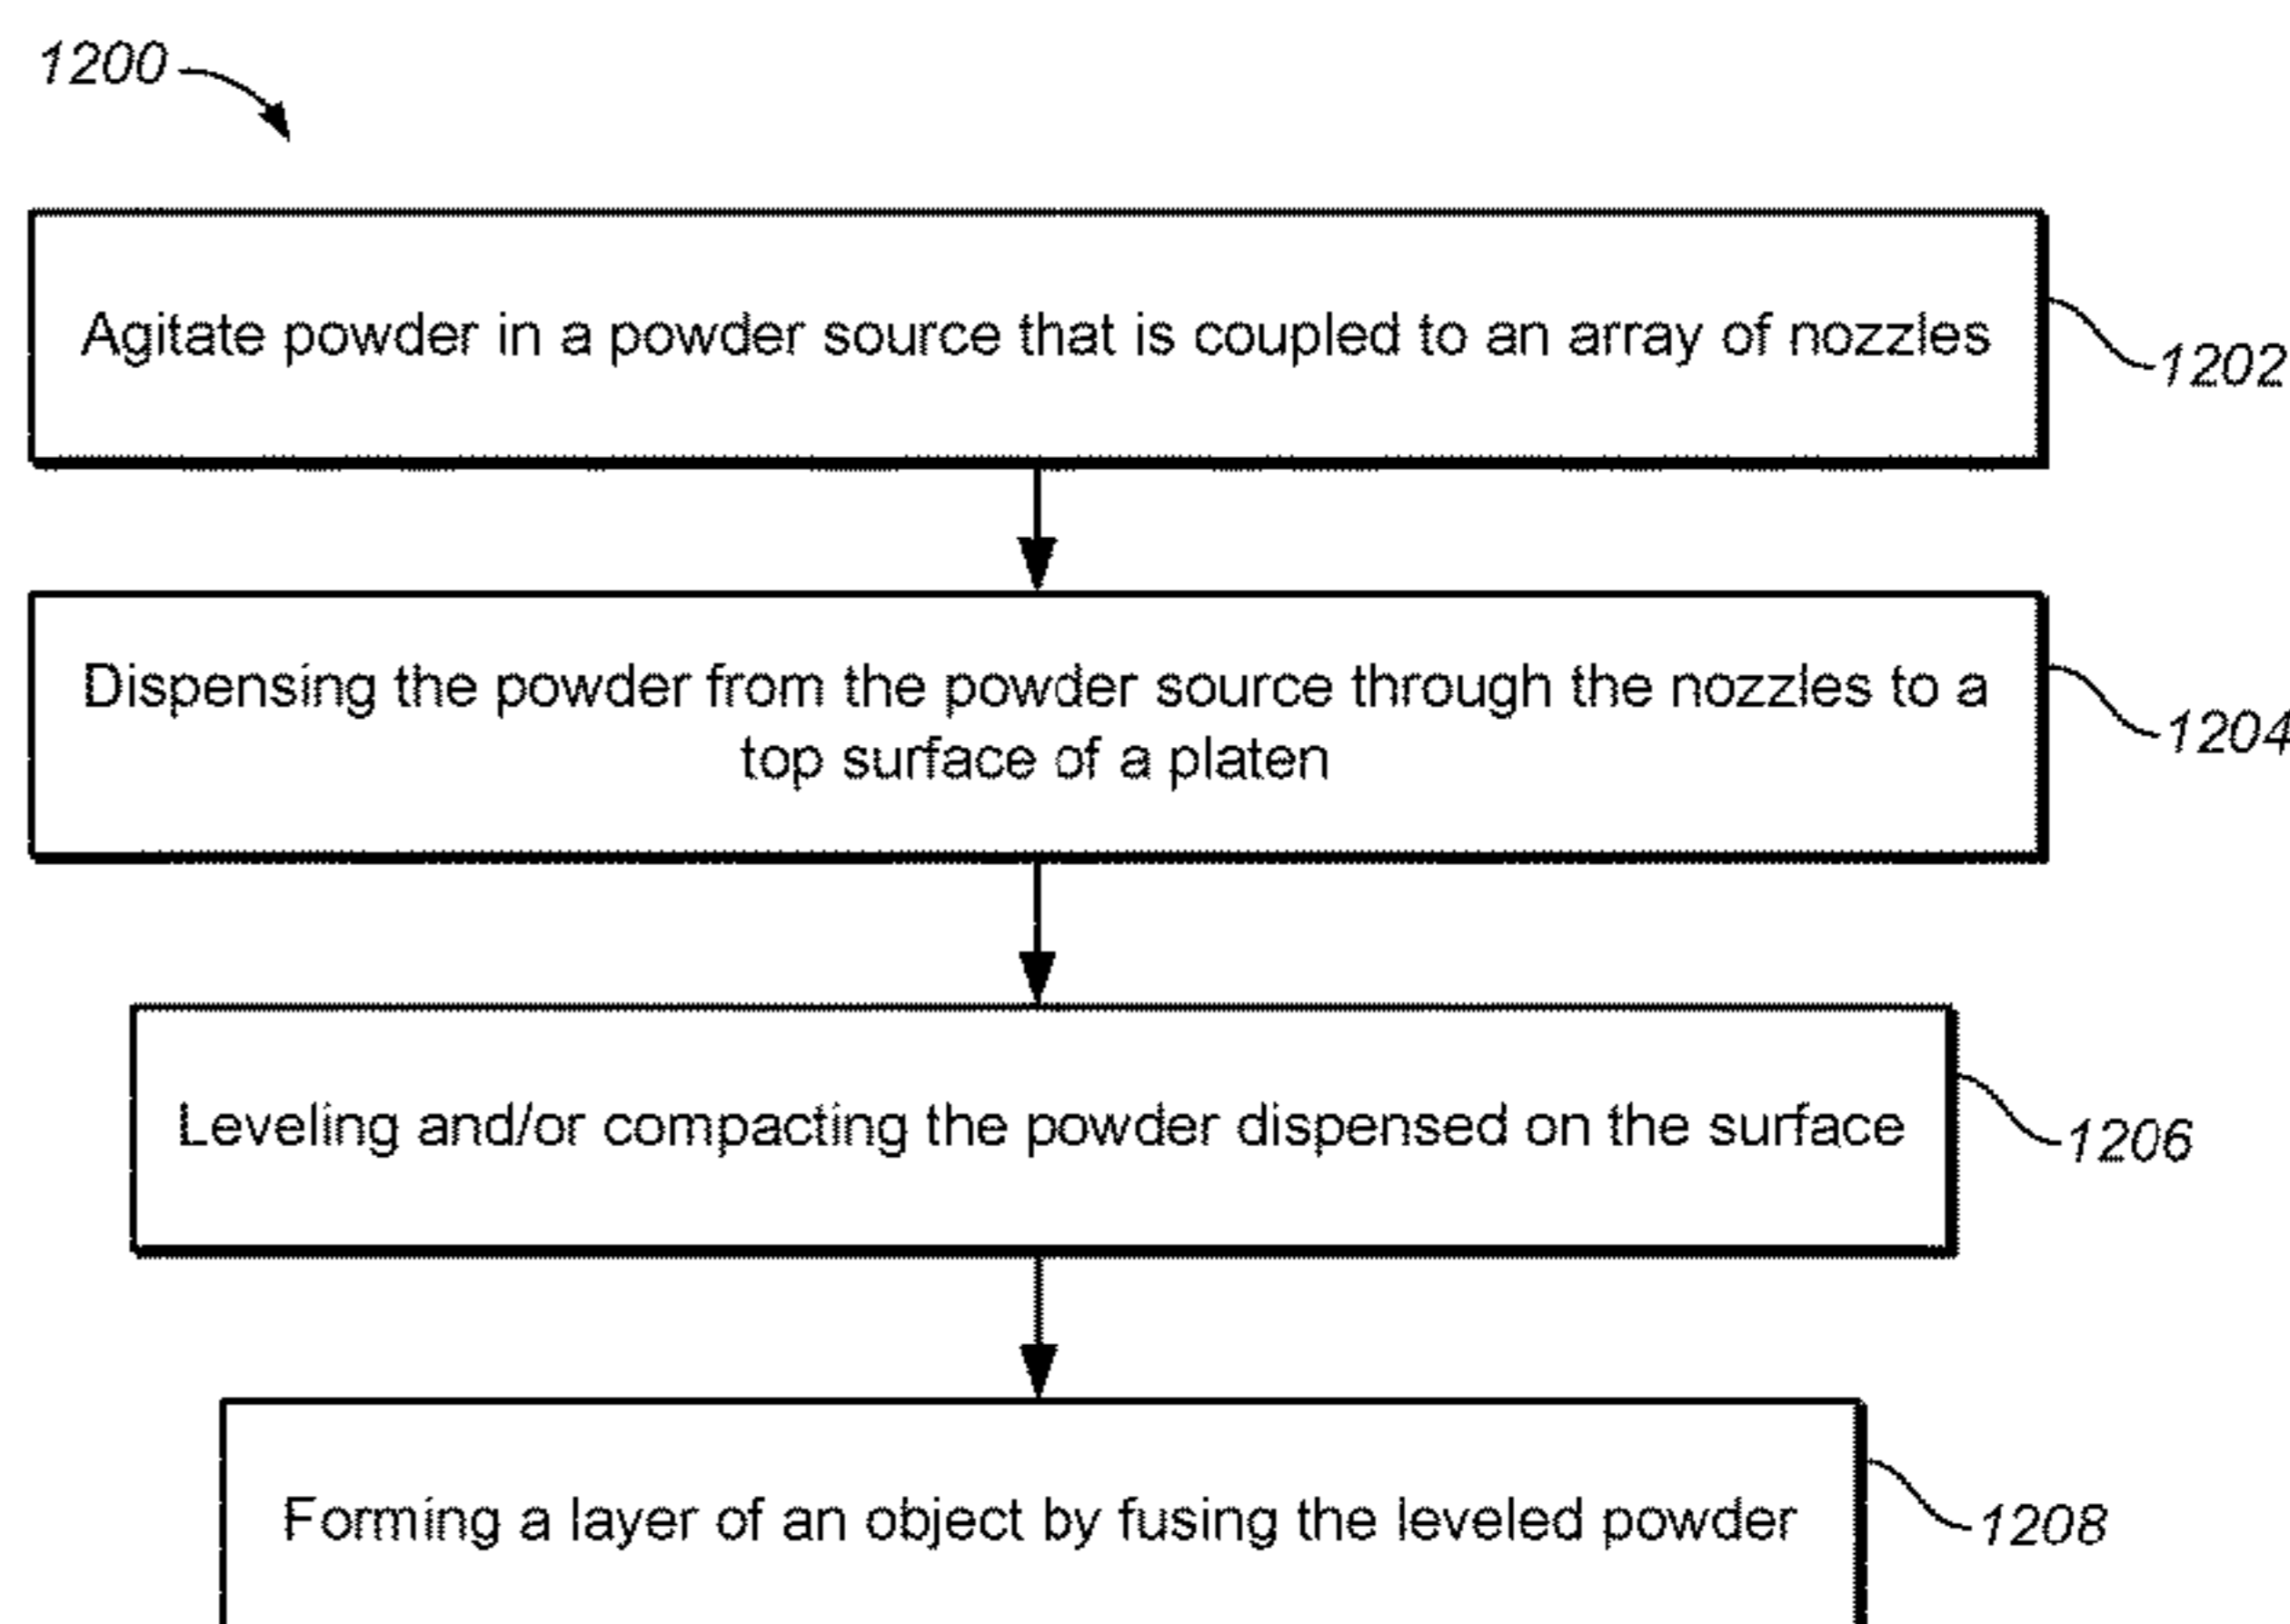 1200
Agitate powder in a powder source that is coupled to an array of nozzles
1202
Dispensing the powder from the powder source through the nozzles to a
top surface of a platen
1204
Leveling and/or compacting the powder dispensed on the surface
1206
Forming a layer of an object by fusing the leveled powder
1208